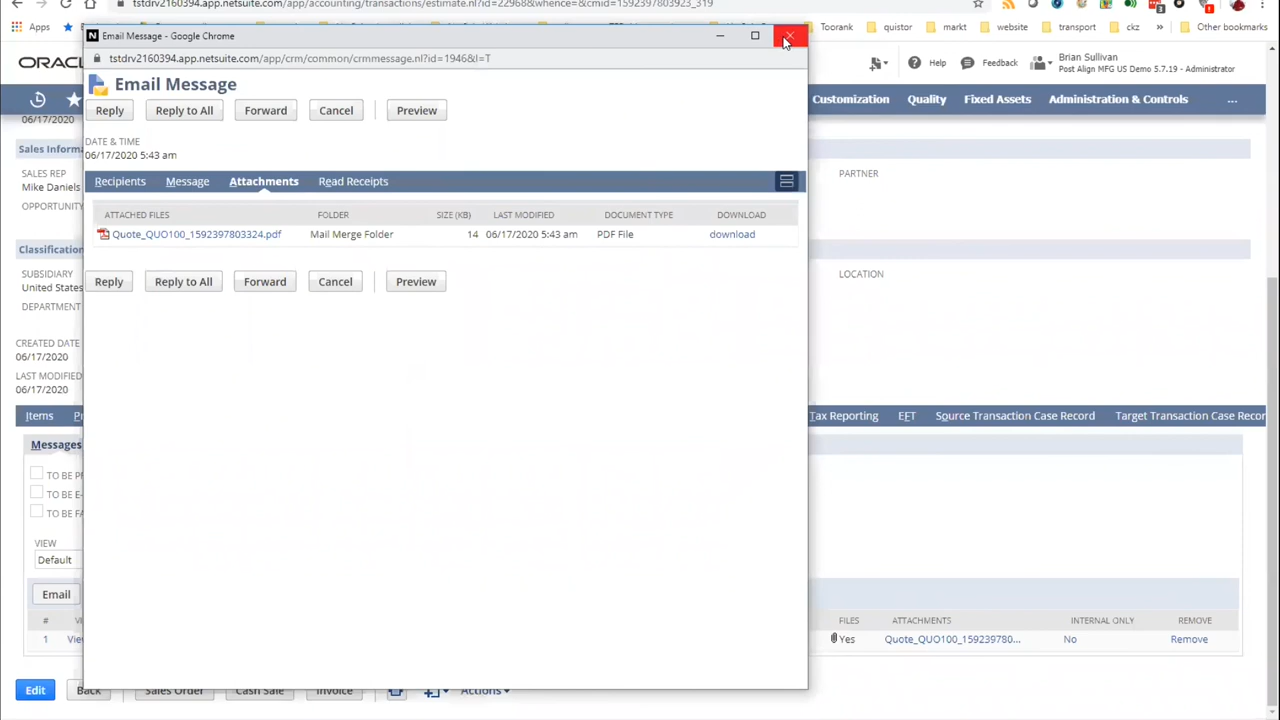 tstdrv2160394.app.netsuite.com/app/accounting/transactions/estimate.nl?id=22968&whence=&cmid=1592397803923_319
Apps
Toorank
quistor
markt
website
transport
ckz
»
Other bookmarks
Email Message - Google Chrome
tstdrv2160394.app.netsuite.com/app/crm/common/crmmessage.nl?id=1946&l=T
ORAC
Help
Feedback
Brian Sullivan
Post Align MFG US Demo 5.7.19 - Administrator
Customization
Quality
Fixed Assets
Administration & Controls
...
Email Message
Reply
Reply to All
Forward
Cancel
Preview
06/17/2020
DATE & TIME
06/17/2020 5:43 am
Sales Informa
SALES REP
Mike Daniels
OPPORTUNITY
PARTNER
Recipients
Message
Attachments
Read Receipts
ATTACHED FILES
FOLDER
SIZE (KB)
LAST MODIFIED
DOCUMENT TYPE
DOWNLOAD
Quote_QUO100_1592397803324.pdf
Mail Merge Folder
14
06/17/2020 5:43 am
PDF File
download
Classification
SUBSIDIARY
United States
DEPARTMENT
LOCATION
Reply
Reply to All
Forward
Cancel
Preview
CREATED DATE
06/17/2020
LAST MODIFIED
06/17/2020
Items
Tax Reporting
EFT
Source Transaction Case Record
Target Transaction Case Recor
Messages
TO BE PR
TO BE E-
TO BE FA
VIEW
Default
Email
#
VI
FILES
ATTACHMENTS
INTERNAL ONLY
REMOVE
1
Vie
Yes
Quote_QUO100_159239780...
No
Remove
Edit
Back
Sales Order
Cash Sale
Invoice
Actions